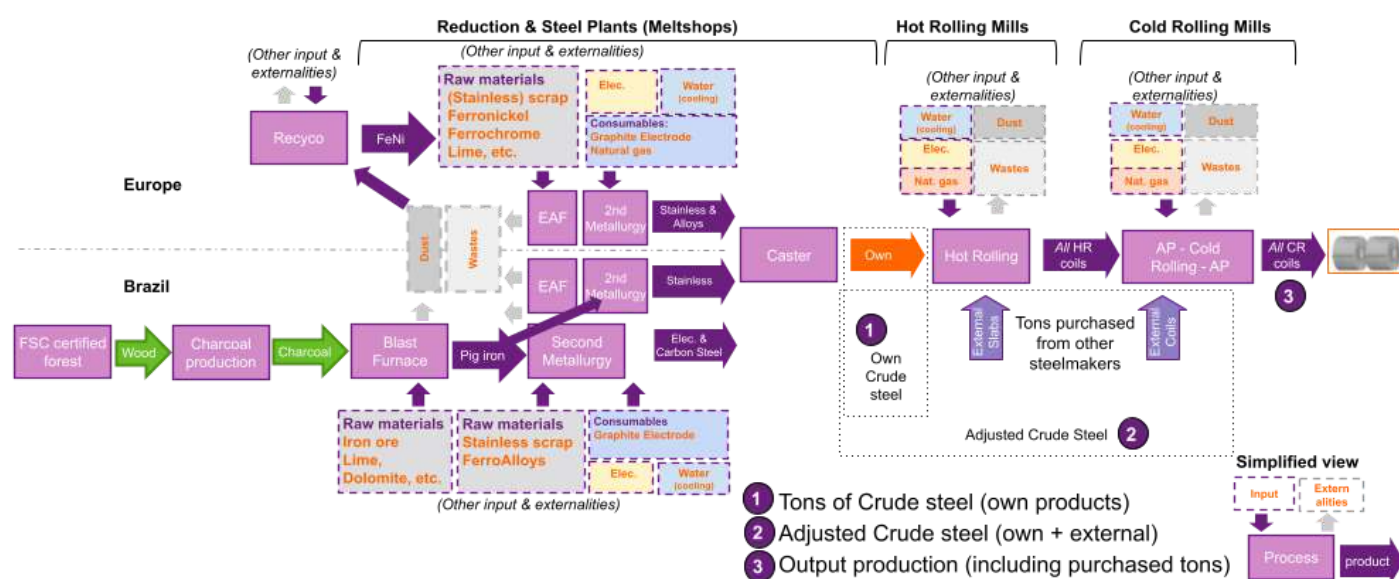 Reduction & Steel Plants (Meltshops)
Hot Rolling Mills
Cold Rolling Mills
(Other input &
externalities)
(Other input & externalities)
(Other input &
externalities)
(Other input &
externalities)
Raw materials
(Stainless) scrap
Ferronickel
Ferrochrome
Lime, etc.
Elec.
Water
(cooling)
Consumables:
Graphite Electrode
Natural gas
Water
(cooling)
Dust
Elec.
Wastes
Nat. gas
Water
(cooling)
Dust
Elec.
Wastes
Nat. gas
Recyco
FeNi
Europe
Dust
Wastes
EAF
2nd
Metallurgy
Stainless &
Alloys
Caster
Own
Hot Rolling
All HR
coils
AP - Cold
Rolling - AP
All CR
coils
3
Brazil
EAF
2nd
Metallurgy
Stainless
FSC certified
forest
Wood
Charcoal
production
Charcoal
Blast
Furnace
Pig iron
Second
Metallurgy
Elec. &
Carbon Steel
1
Own
Crude
steel
External
Slabs
Tons purchased
from other
steelmakers
External
Coils
Adjusted Crude Steel 2
Raw materials
Iron ore
Lime,
Dolomite, etc.
Raw materials
Stainless scrap
FerroAlloys
Consumables
Graphite Electrode
Elec.
Water
(cooling)
(Other input & externalities)
1 Tons of Crude steel (own products)
2 Adjusted Crude steel (own + external)
3 Output production (including purchased tons)
Simplified view
Input
Extern
alities
Process
product